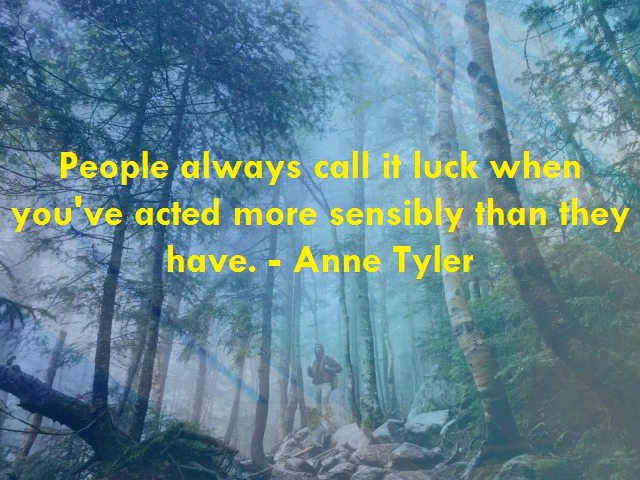 People always call it luck when
you've acted more sensibly than they
have. - Anne Tyler